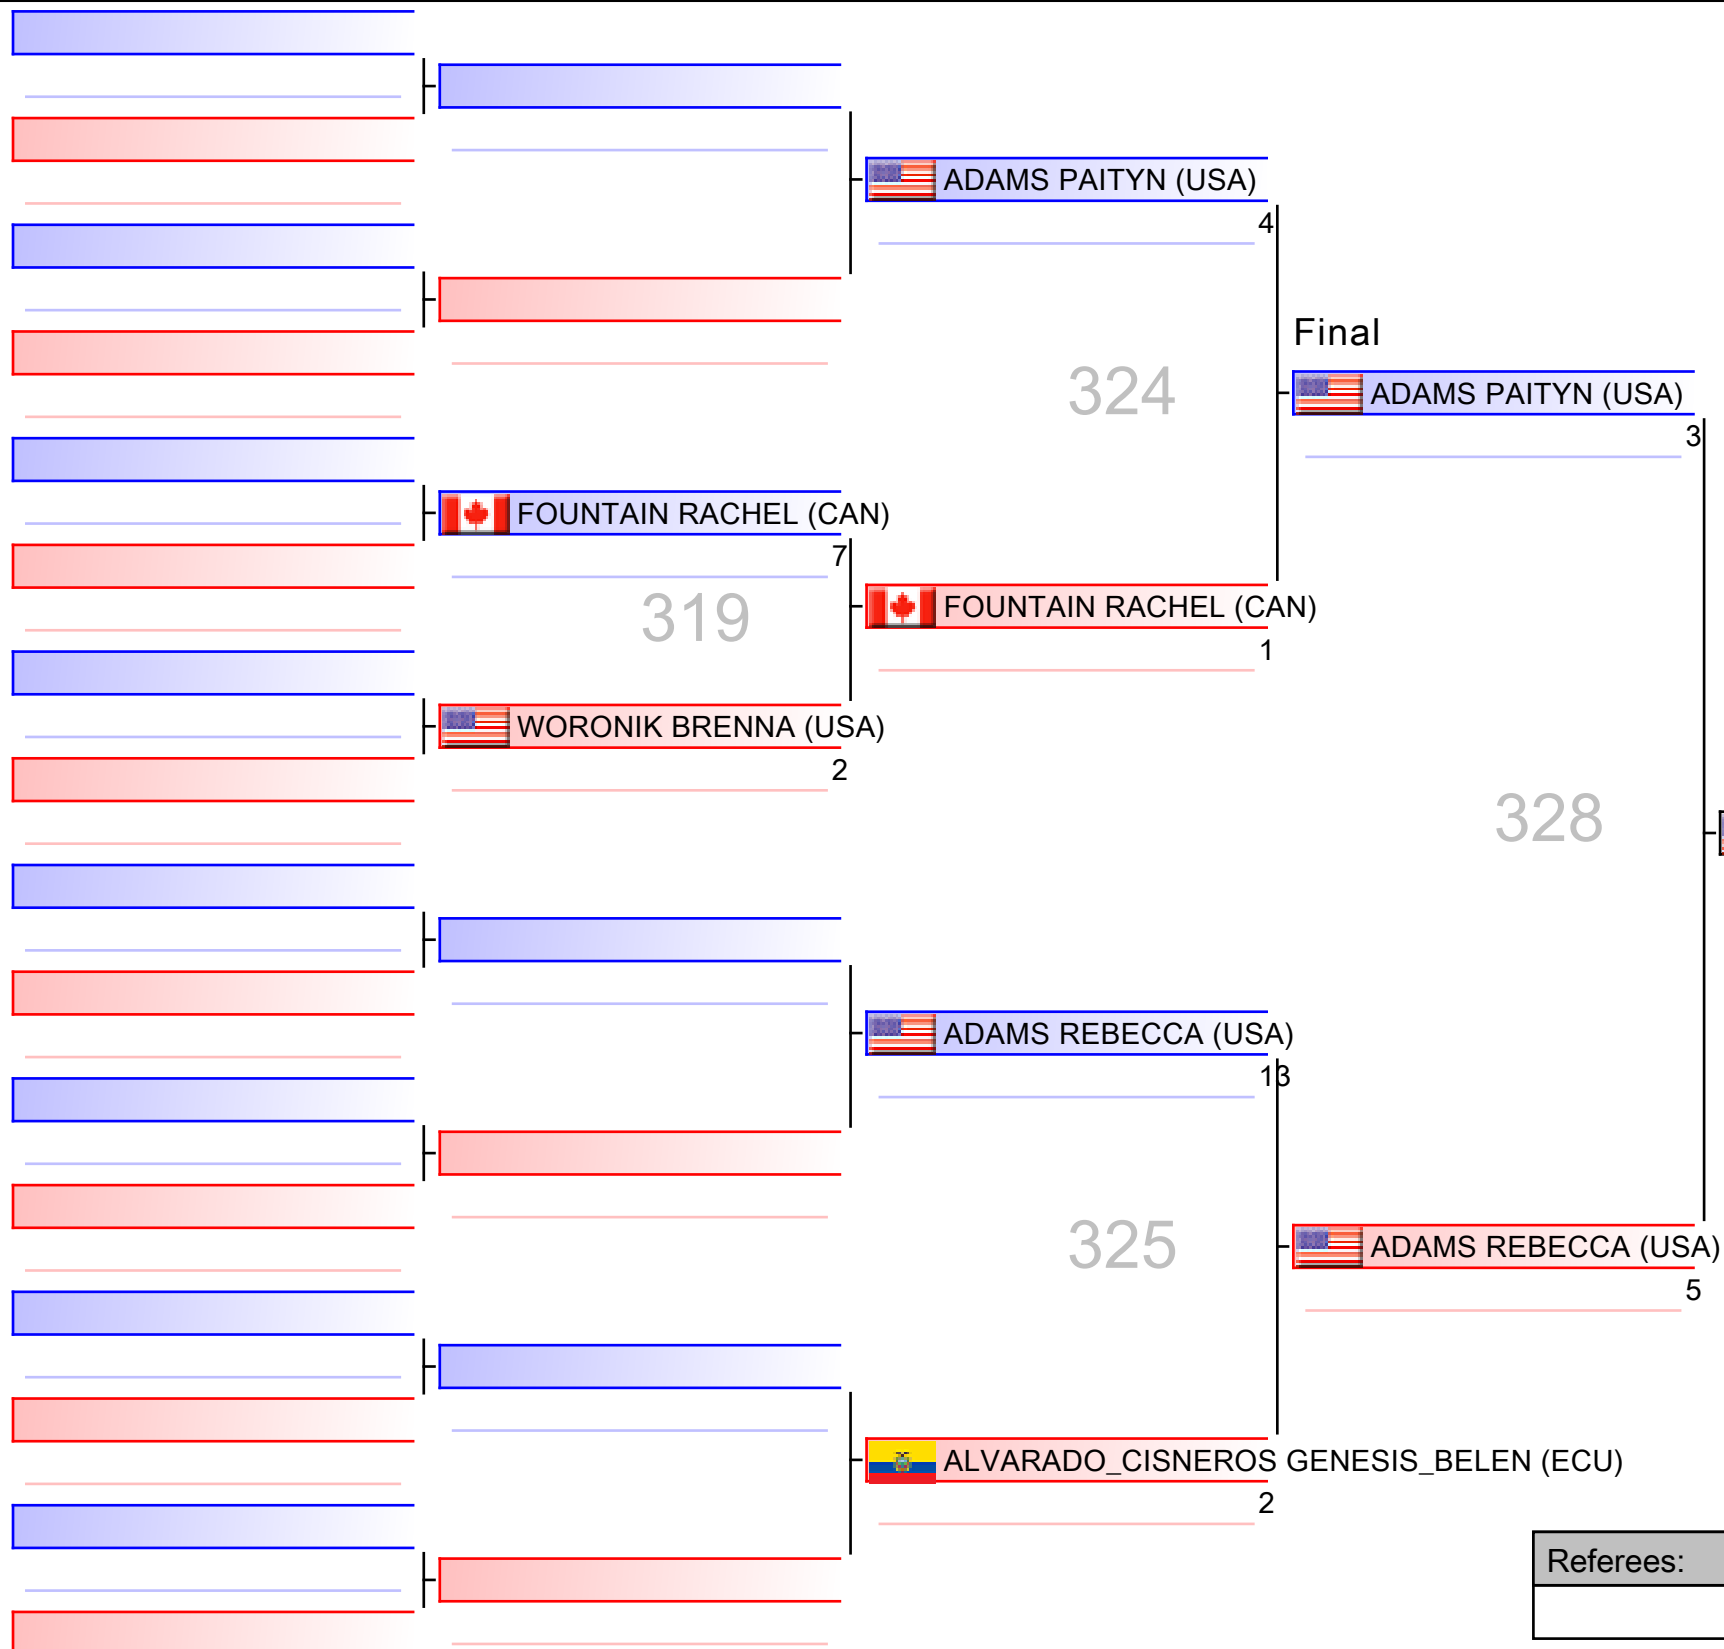 ADAMS PAITYN (USA)
4
Final
324
ADAMS PAITYN (USA)
3
FOUNTAIN RACHEL (CAN)
7
319
FOUNTAIN RACHEL (CAN)
1
WORONIK BRENNA (USA)
2
328
ADAMS REBECCA (USA)
13
325
ADAMS REBECCA (USA)
5
ALVARADO_CISNEROS GENESIS_BELEN (ECU)
2
Referees: